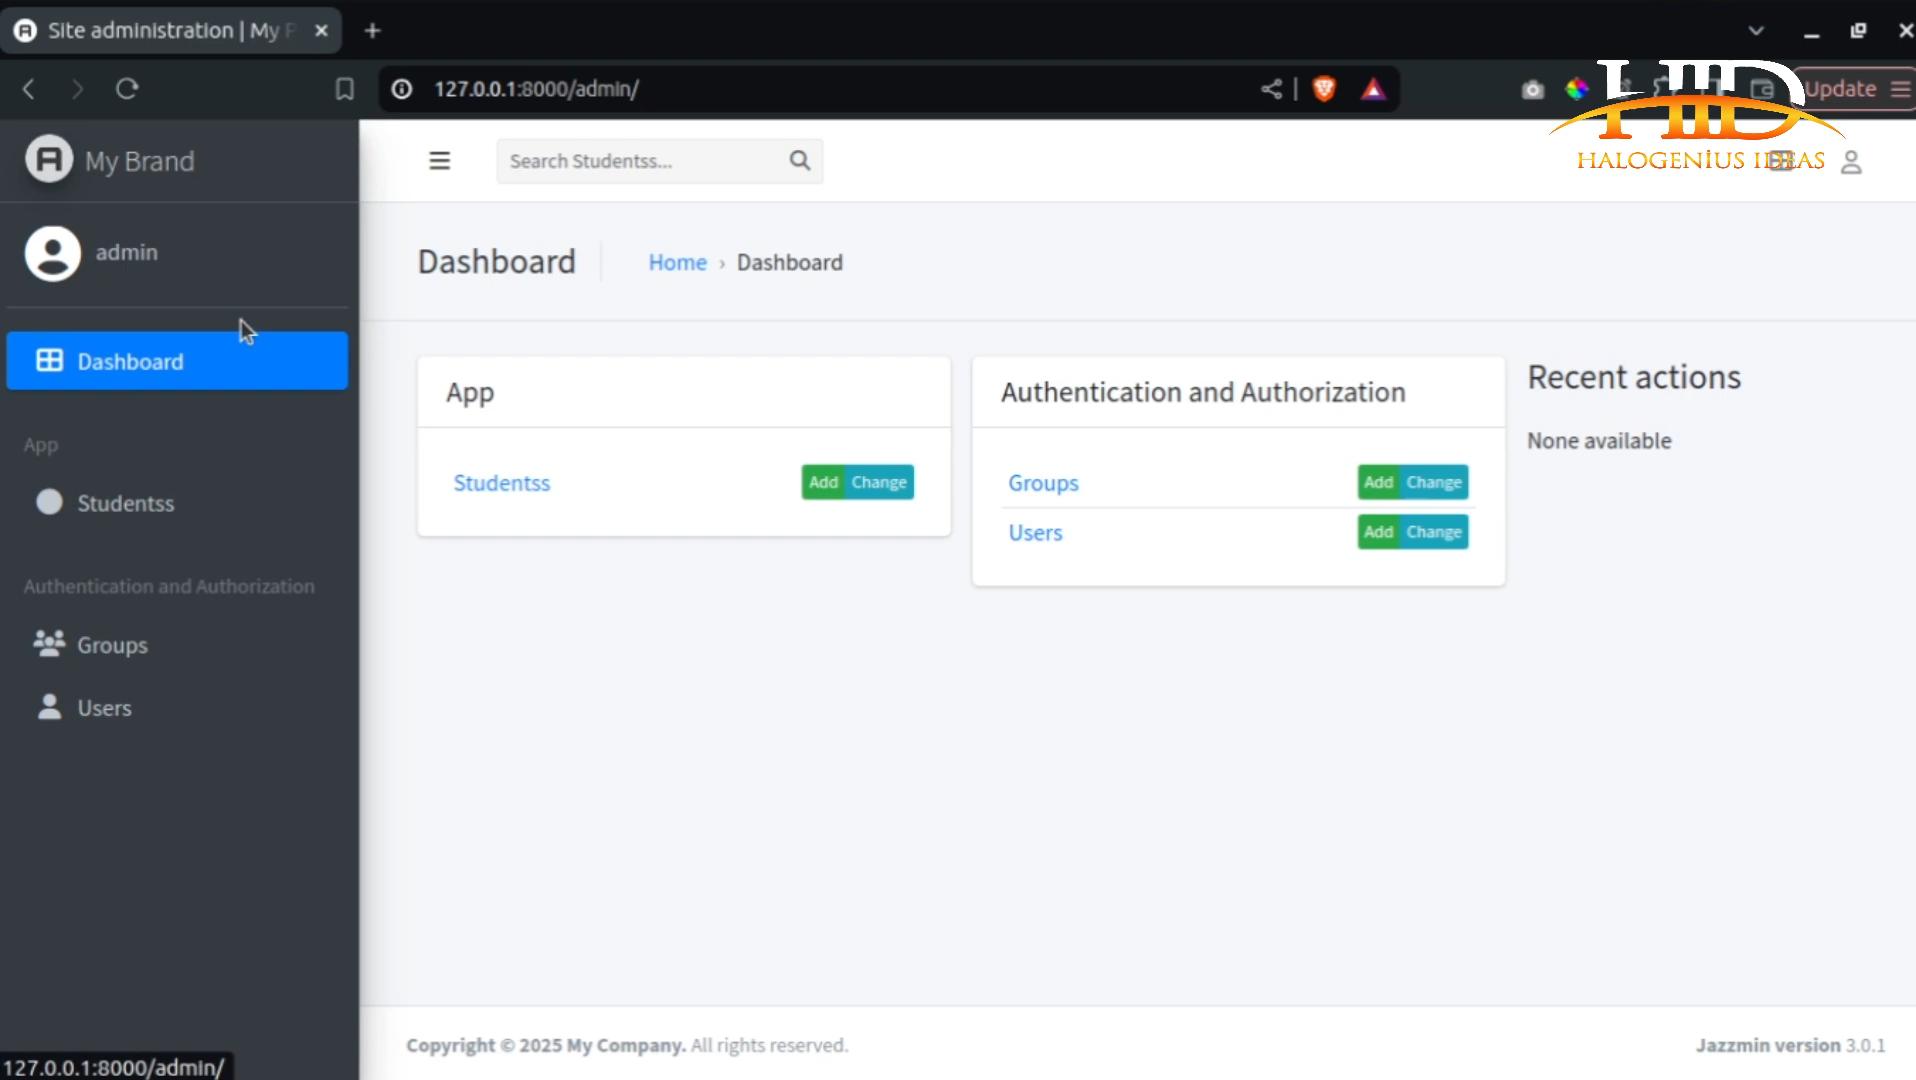 Site administration | My P
127.0.0.1:8000/admin/
Update
HID
HALOGENIUS IDEAS
My Brand
Search Studentss...
admin
Dashboard
Home › Dashboard
Dashboard
App
Authentication and Authorization
Recent actions
None available
App
Studentss
Add Change
Groups
Add Change
Studentss
Users
Add Change
Authentication and Authorization
Groups
Users
Copyright © 2025 My Company. All rights reserved.
Jazzmin version 3.0.1
127.0.0.1:8000/admin/